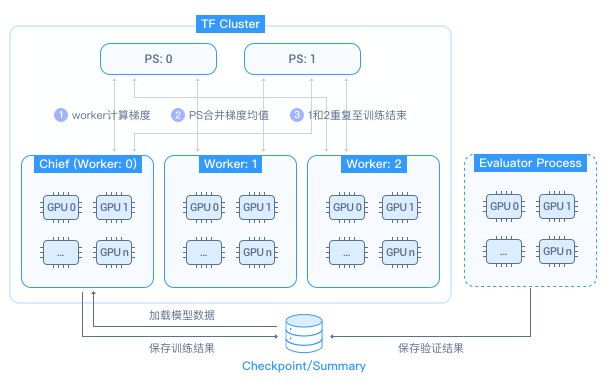 TF Cluster
PS: 0
PS: 1
1 worker计算梯度
2 PS合并梯度均值
3 1和2重复至训练结束
Chief (Worker: 0)
Worker: 1
Worker: 2
Evaluator Process
GPU 0
GPU 1
GPU 0
GPU 1
GPU 0
GPU 1
GPU 0
GPU 1
...
GPU n
...
GPU n
...
GPU n
...
GPU n
加载模型数据
保存训练结果
保存验证结果
Checkpoint/Summary